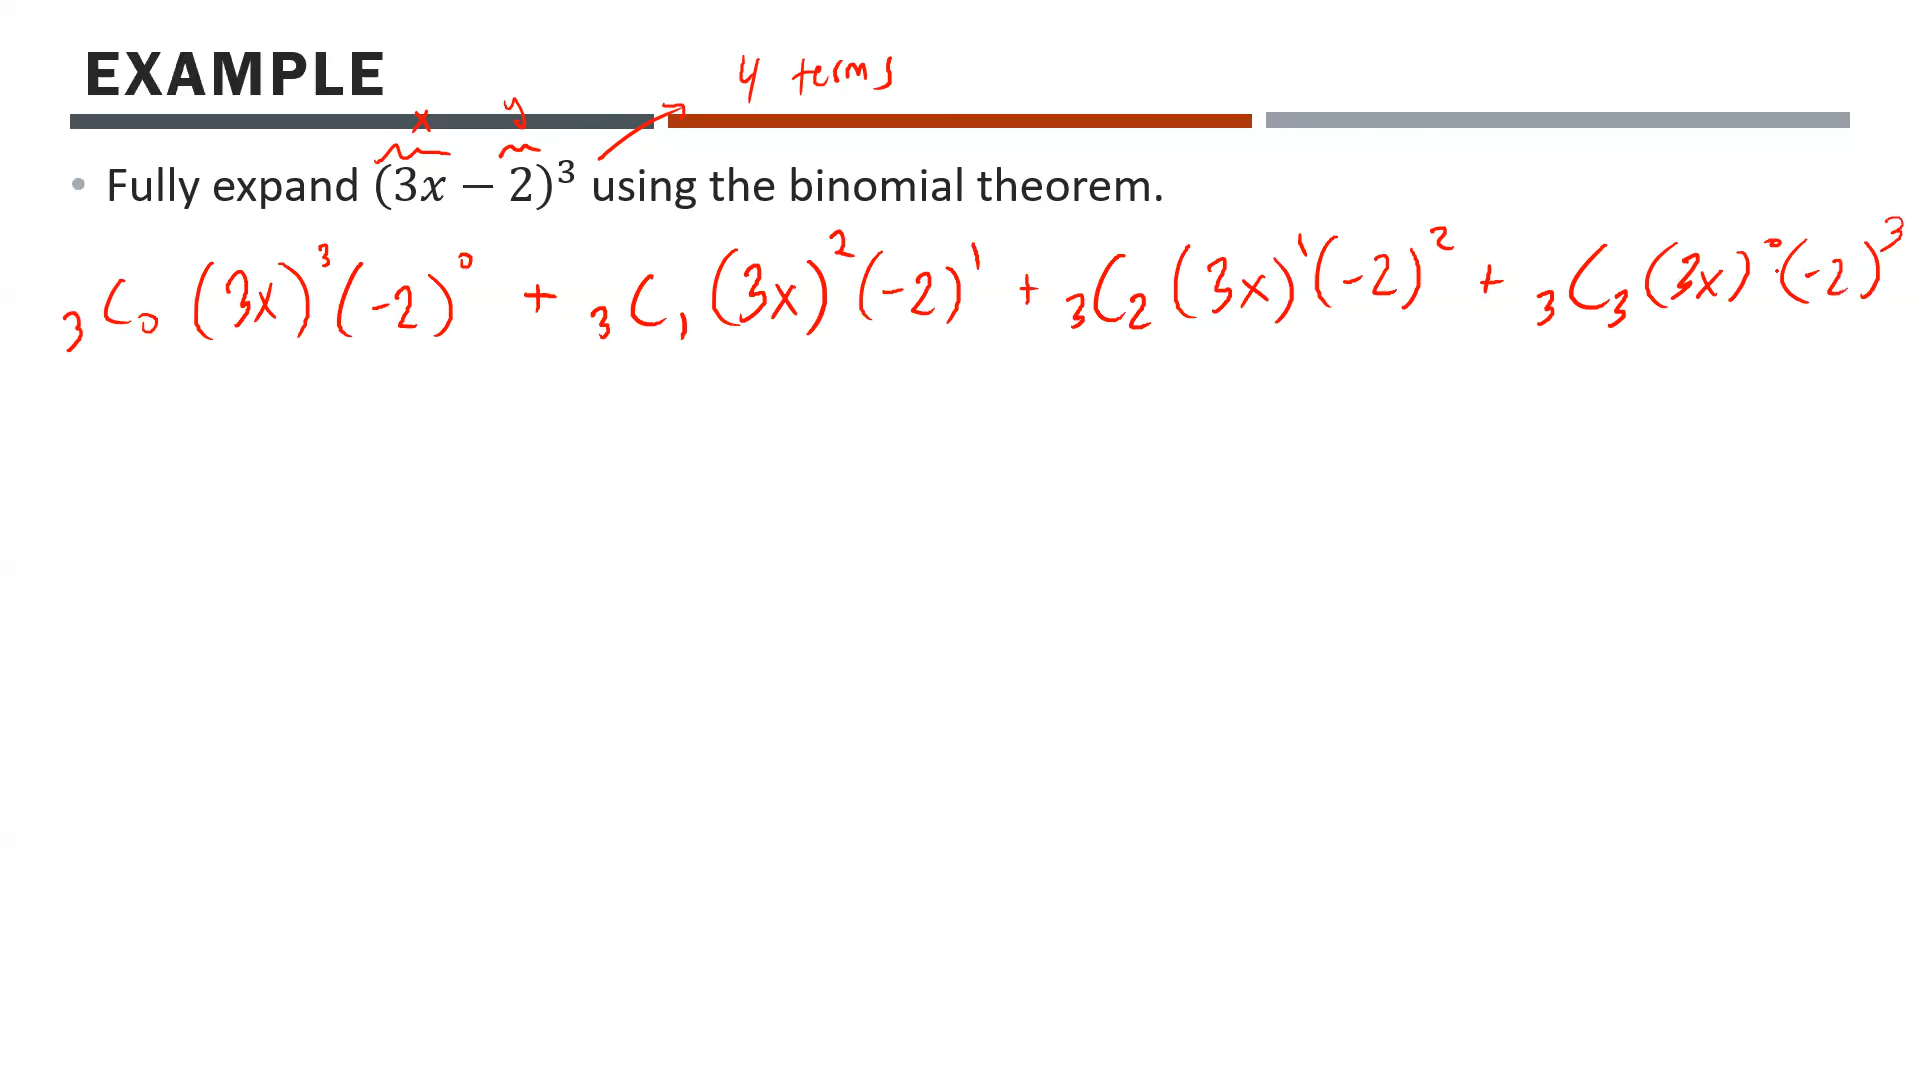 EXAMPLE
4 terms
x y
• Fully expand (3x − 2)³ using the binomial theorem.
₃C₀ (3x)³(-2)⁰ + ₃C₁ (3x)²(-2)¹ + ₃C₂ (3x)¹(-2)² + ₃C₃ (3x)⁰(-2)³